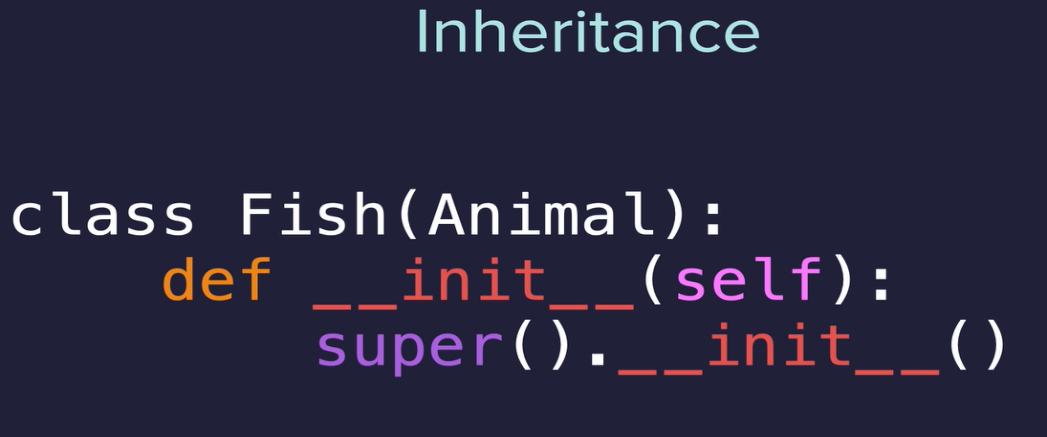 Inheritance
class Fish(Animal):
    def __init__(self):
        super().__init__()